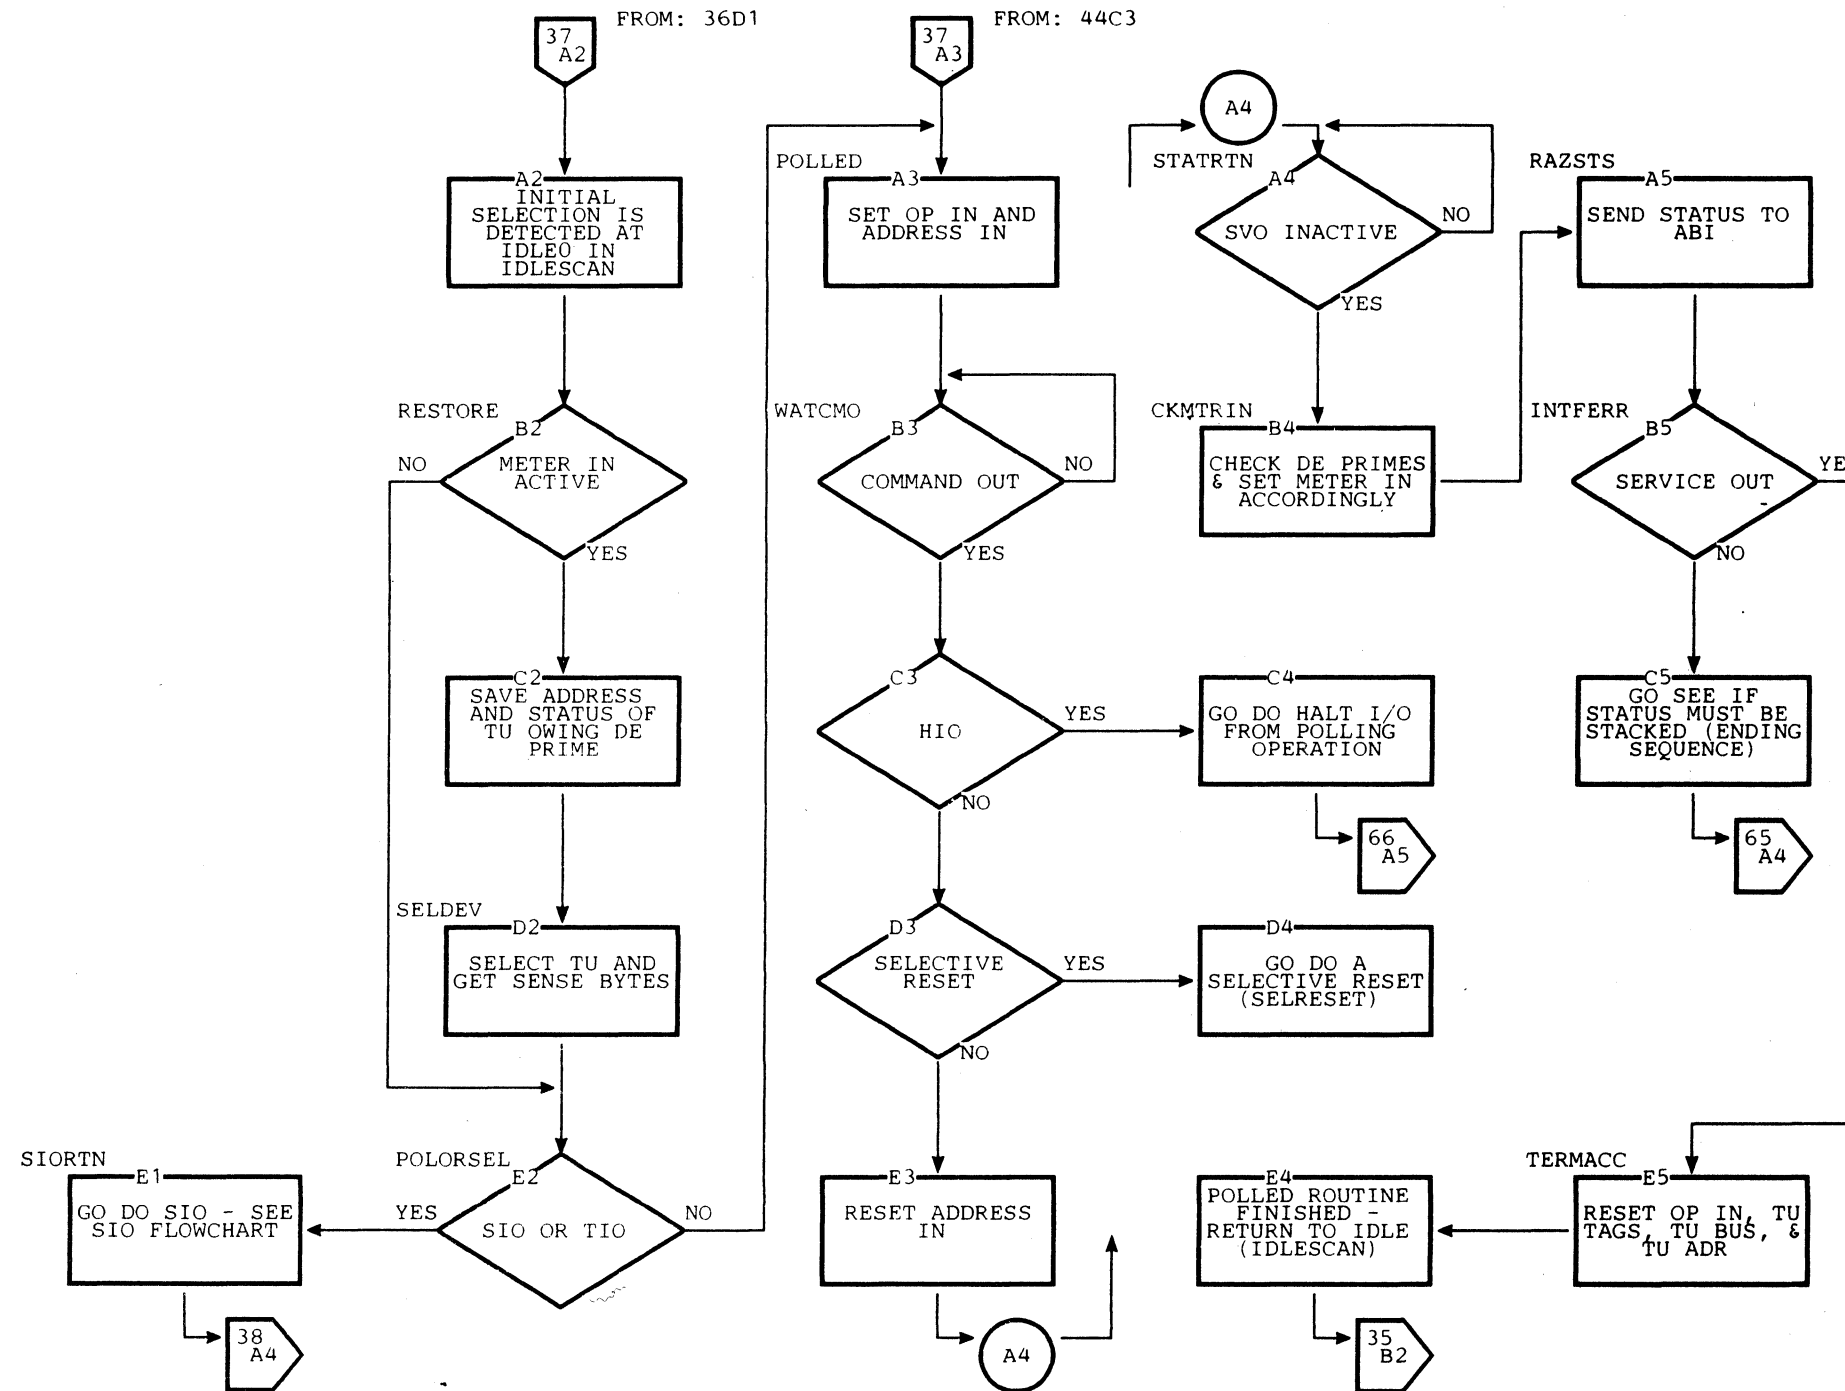 FROM: 36D1
37
A2
A2
INITIAL
SELECTION IS
DETECTED AT
IDLEO IN
IDLESCAN
RESTORE
B2
METER IN
ACTIVE
NO
YES
C2
SAVE ADDRESS
AND STATUS OF
TU OWING DE
PRIME
SELDEV
D2
SELECT TU AND
GET SENSE BYTES
POLORSEL
E2
SIO OR TIO
YES
NO
SIORTN
E1
GO DO SIO - SEE
SIO FLOWCHART
38
A4
FROM: 44C3
37
A3
POLLED
A3
SET OP IN AND
ADDRESS IN
WATCMO
B3
COMMAND OUT
NO
YES
C3
HIO
YES
NO
D3
SELECTIVE
RESET
YES
NO
E3
RESET ADDRESS
IN
A4
A4
STATRTN
A4
SVO INACTIVE
NO
YES
CKMTRIN
B4
CHECK DE PRIMES
& SET METER IN
ACCORDINGLY
C4
GO DO HALT I/O
FROM POLLING
OPERATION
66
A5
D4
GO DO A
SELECTIVE RESET
(SELRESET)
E4
POLLED ROUTINE
FINISHED -
RETURN TO IDLE
(IDLESCAN)
35
B2
RAZSTS
A5
SEND STATUS TO
ABI
INTFERR
B5
SERVICE OUT
YE
NO
C5
GO SEE IF
STATUS MUST BE
STACKED (ENDING
SEQUENCE)
65
A4
TERMACC
E5
RESET OP IN, TU
TAGS, TU BUS, &
TU ADR